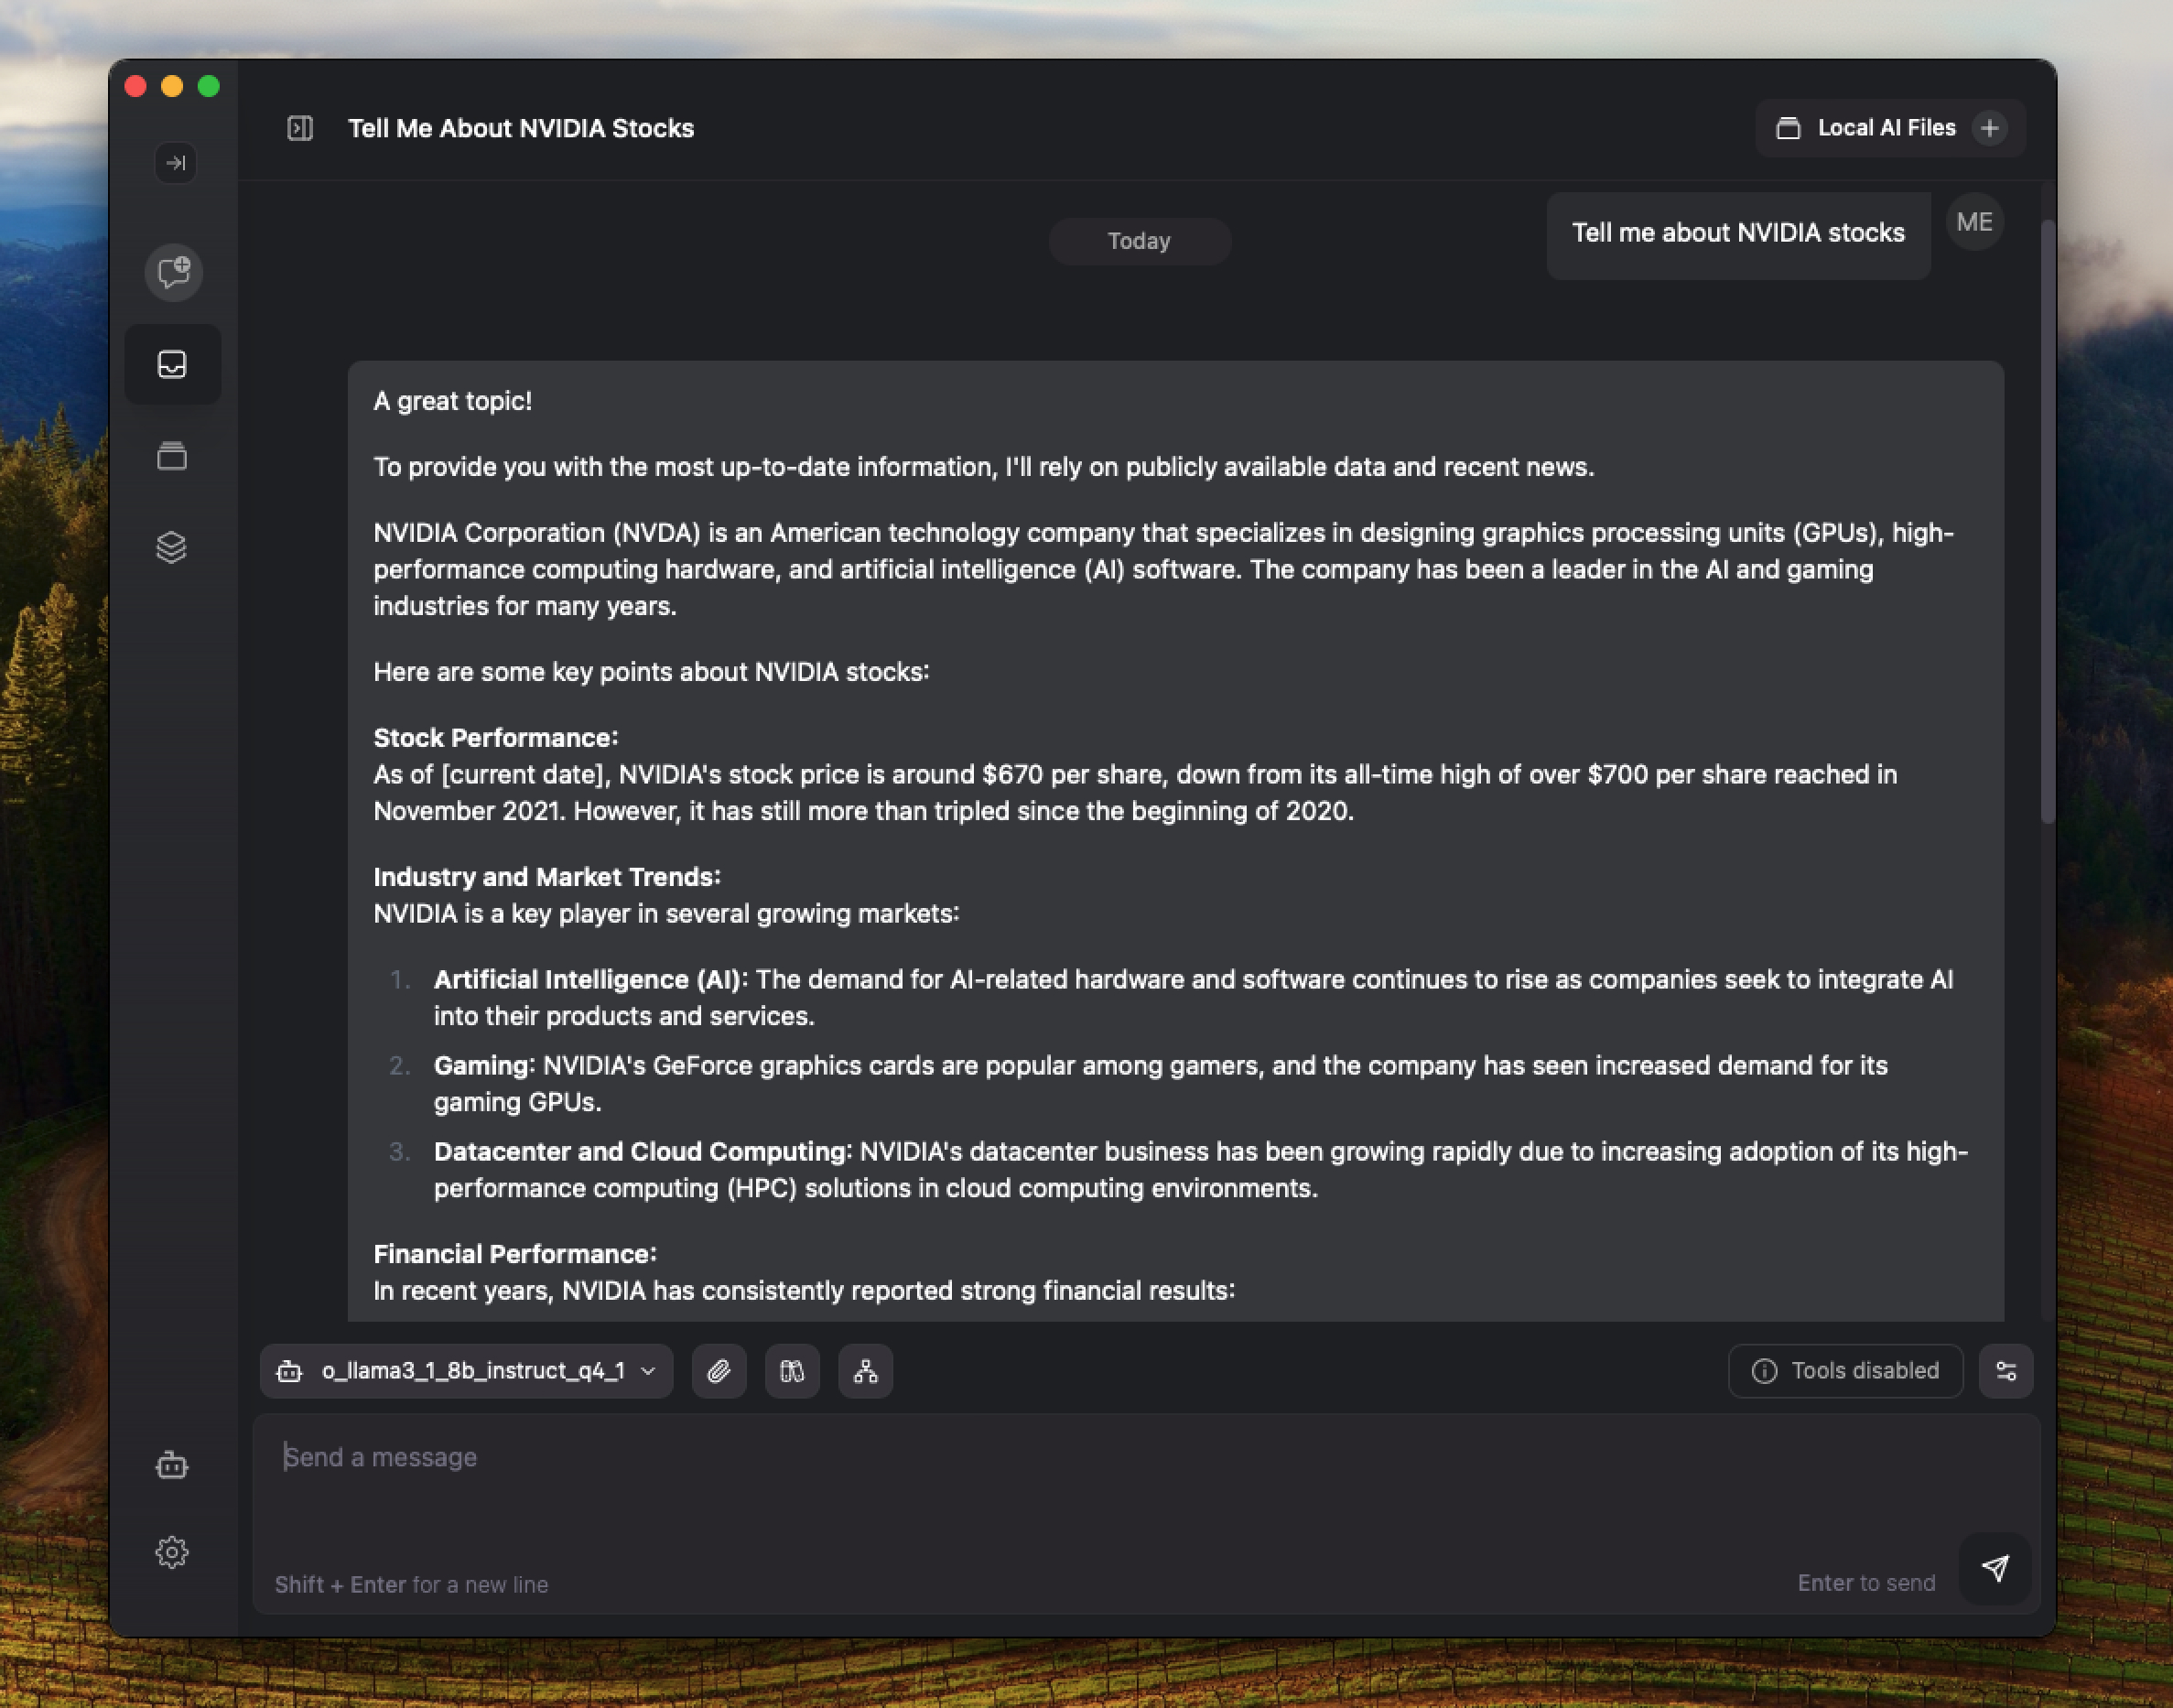 Tell Me About NVIDIA Stocks
Local AI Files
Today
Tell me about NVIDIA stocks
ME
A great topic!
To provide you with the most up-to-date information, I'll rely on publicly available data and recent news.
NVIDIA Corporation (NVDA) is an American technology company that specializes in designing graphics processing units (GPUs), high-
performance computing hardware, and artificial intelligence (AI) software. The company has been a leader in the AI and gaming
industries for many years.
Here are some key points about NVIDIA stocks:
Stock Performance:
As of [current date], NVIDIA's stock price is around $670 per share, down from its all-time high of over $700 per share reached in
November 2021. However, it has still more than tripled since the beginning of 2020.
Industry and Market Trends:
NVIDIA is a key player in several growing markets:
1. Artificial Intelligence (AI): The demand for AI-related hardware and software continues to rise as companies seek to integrate AI
into their products and services.
2. Gaming: NVIDIA's GeForce graphics cards are popular among gamers, and the company has seen increased demand for its
gaming GPUs.
3. Datacenter and Cloud Computing: NVIDIA's datacenter business has been growing rapidly due to increasing adoption of its high-
performance computing (HPC) solutions in cloud computing environments.
Financial Performance:
In recent years, NVIDIA has consistently reported strong financial results:
o_llama3_1_8b_instruct_q4_1
Tools disabled
Send a message
Shift + Enter for a new line
Enter to send